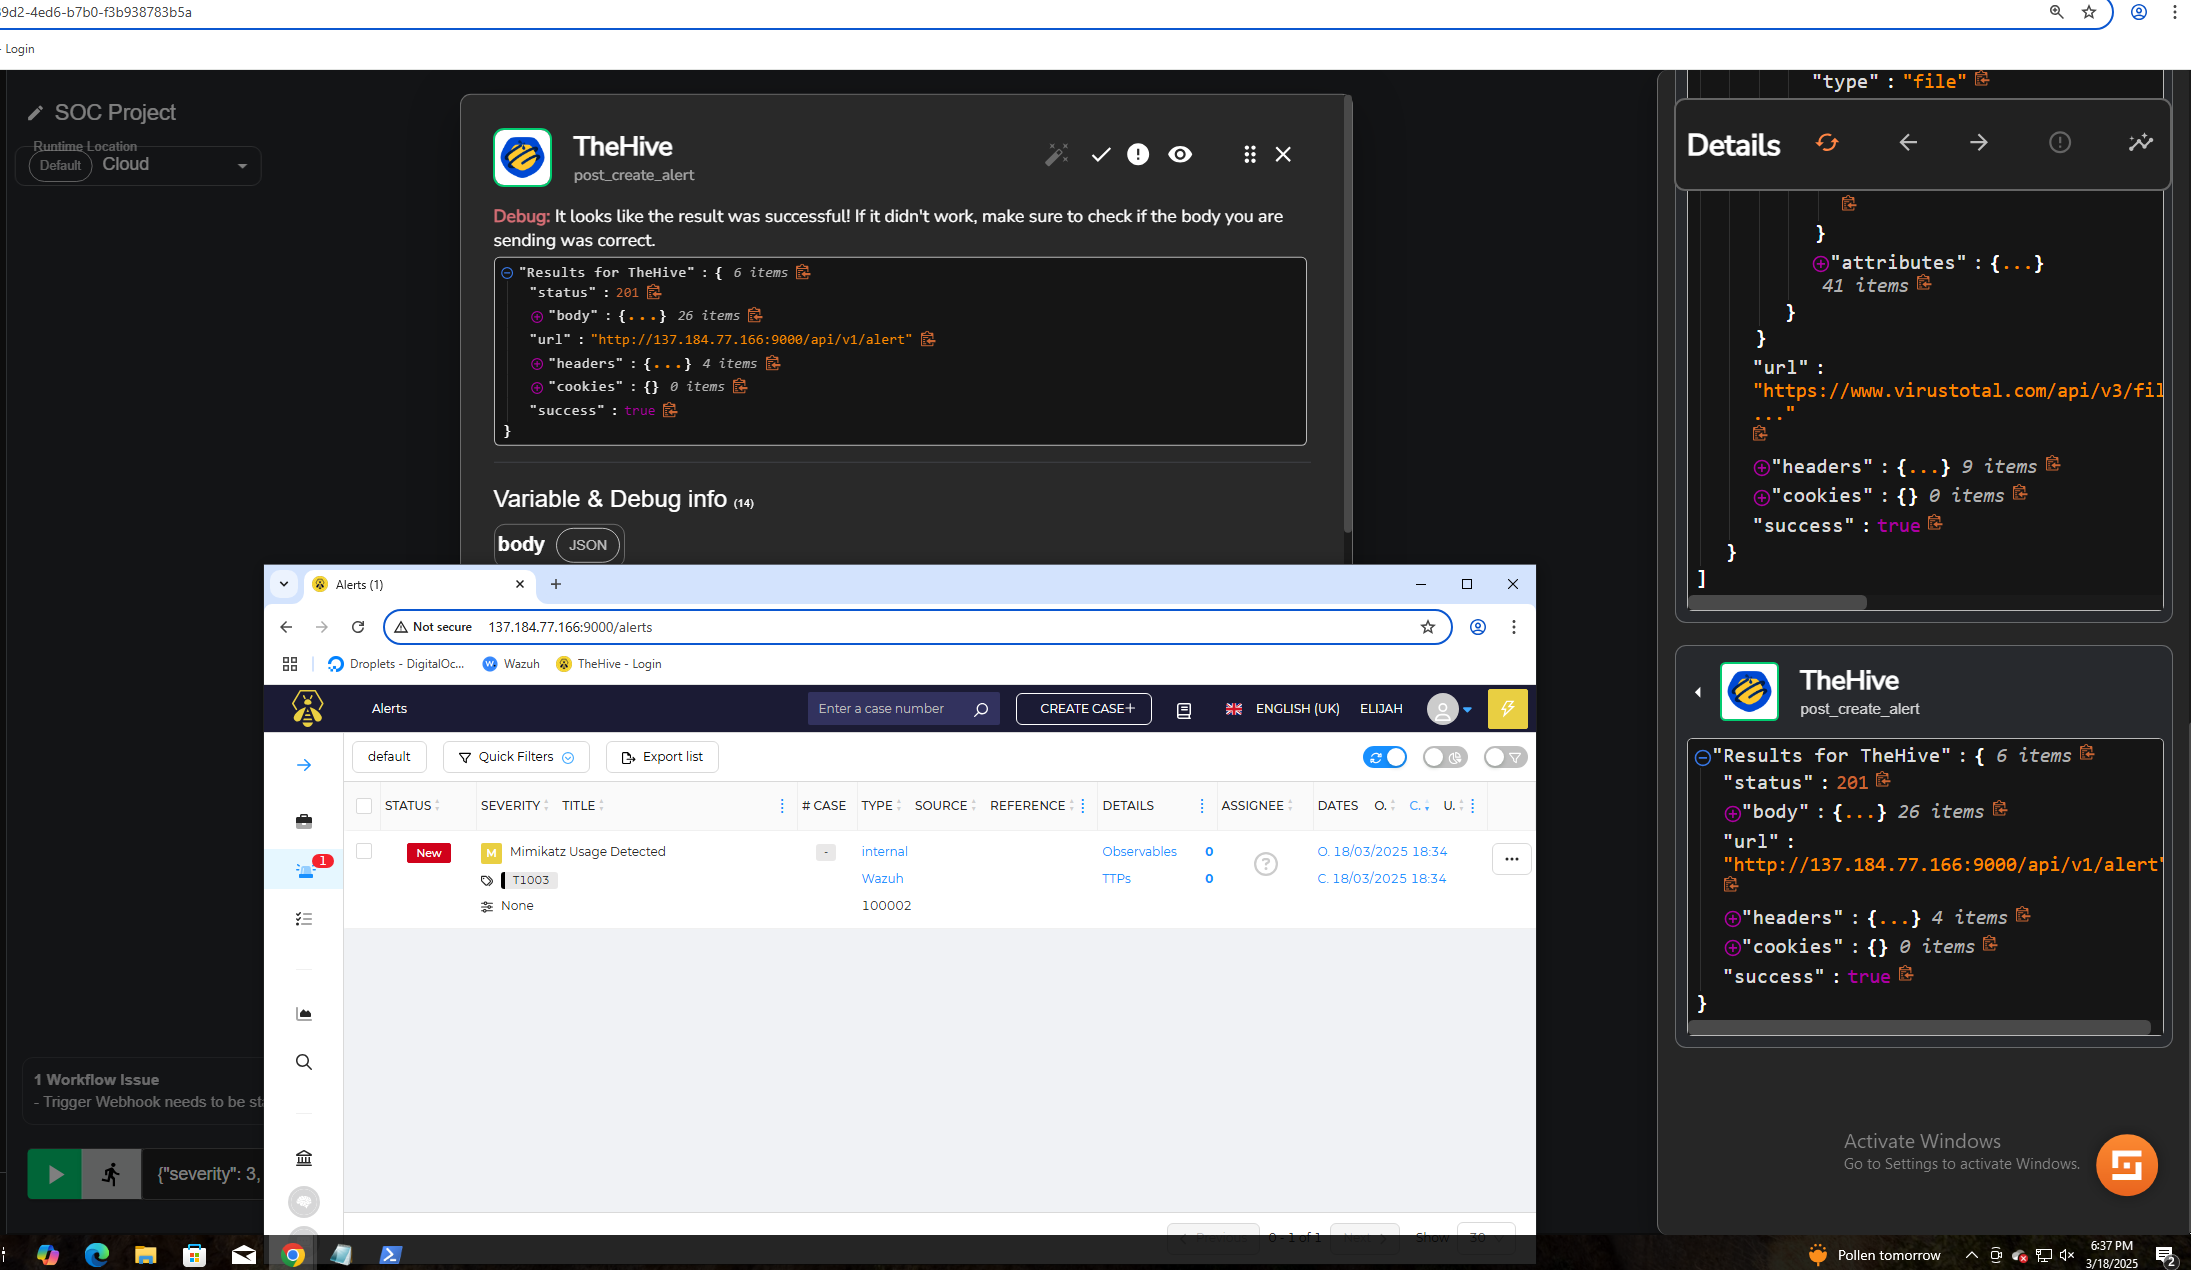 9d2-4ed6-b7b0-f3b938783b5a
- Login
SOC Project
Runtime Location
Default Cloud
TheHive
post_create_alert
Debug: It looks like the result was successful! If it didn't work, make sure to check if the body you are
sending was correct.
"Results for TheHive" : { 6 items
"status" : 201
"body" : {...} 26 items
"url" : "http://137.184.77.166:9000/api/v1/alert"
"headers" : {...} 4 items
"cookies" : {} 0 items
"success" : true
}
Variable & Debug info (14)
body JSON
"type" : "file"
Details
}
"attributes" : {...}
41 items
}
}
"url" :
"https://www.virustotal.com/api/v3/fil
..."
"headers" : {...} 9 items
"cookies" : {} 0 items
"success" : true
}
]
TheHive
post_create_alert
"Results for TheHive" : { 6 items
"status" : 201
"body" : {...} 26 items
"url" :
"http://137.184.77.166:9000/api/v1/alert"
"headers" : {...} 4 items
"cookies" : {} 0 items
"success" : true
}
1 Workflow Issue
- Trigger Webhook needs to be sta
{"severity": 3,
Alerts (1)
Not secure 137.184.77.166:9000/alerts
Droplets - DigitalOc... Wazuh TheHive - Login
Alerts Enter a case number CREATE CASE+ ENGLISH (UK) ELIJAH
default Quick Filters Export list
STATUS SEVERITY TITLE # CASE TYPE SOURCE REFERENCE DETAILS ASSIGNEE DATES O. C. U.
1
New M Mimikatz Usage Detected - internal Observables 0 ? O. 18/03/2025 18:34
T1003 Wazuh TTPs 0 C. 18/03/2025 18:34
None 100002
Previous 0 - 1 of 1 Next Show 30
Activate Windows
Go to Settings to activate Windows.
Pollen tomorrow
6:37 PM
3/18/2025
2